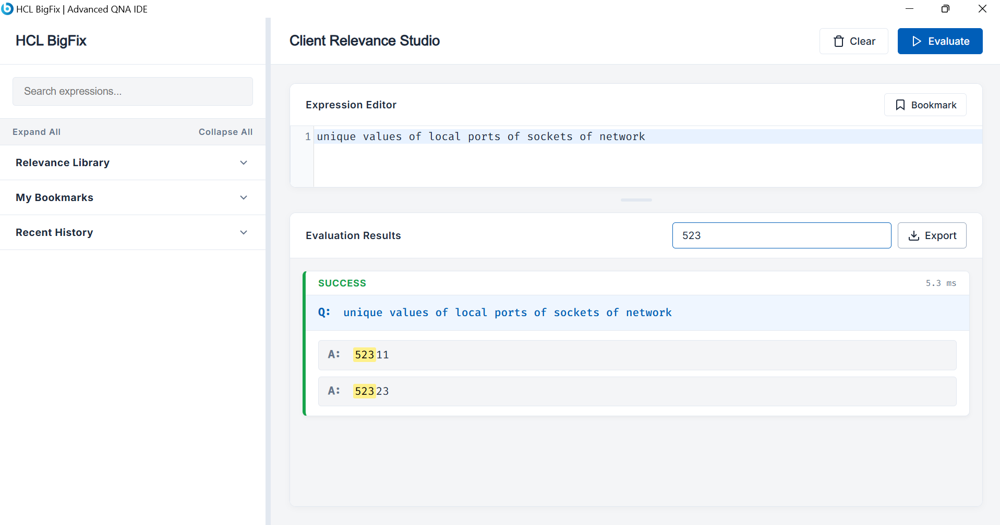 HCL BigFix | Advanced QNA IDE
HCL BigFix
Search expressions...
Expand All
Collapse All
Relevance Library
My Bookmarks
Recent History
Client Relevance Studio
Clear
Evaluate
Expression Editor
Bookmark
1 unique values of local ports of sockets of network
Evaluation Results
523
Export
SUCCESS
5.3 ms
Q: unique values of local ports of sockets of network
A: 52311
A: 52323